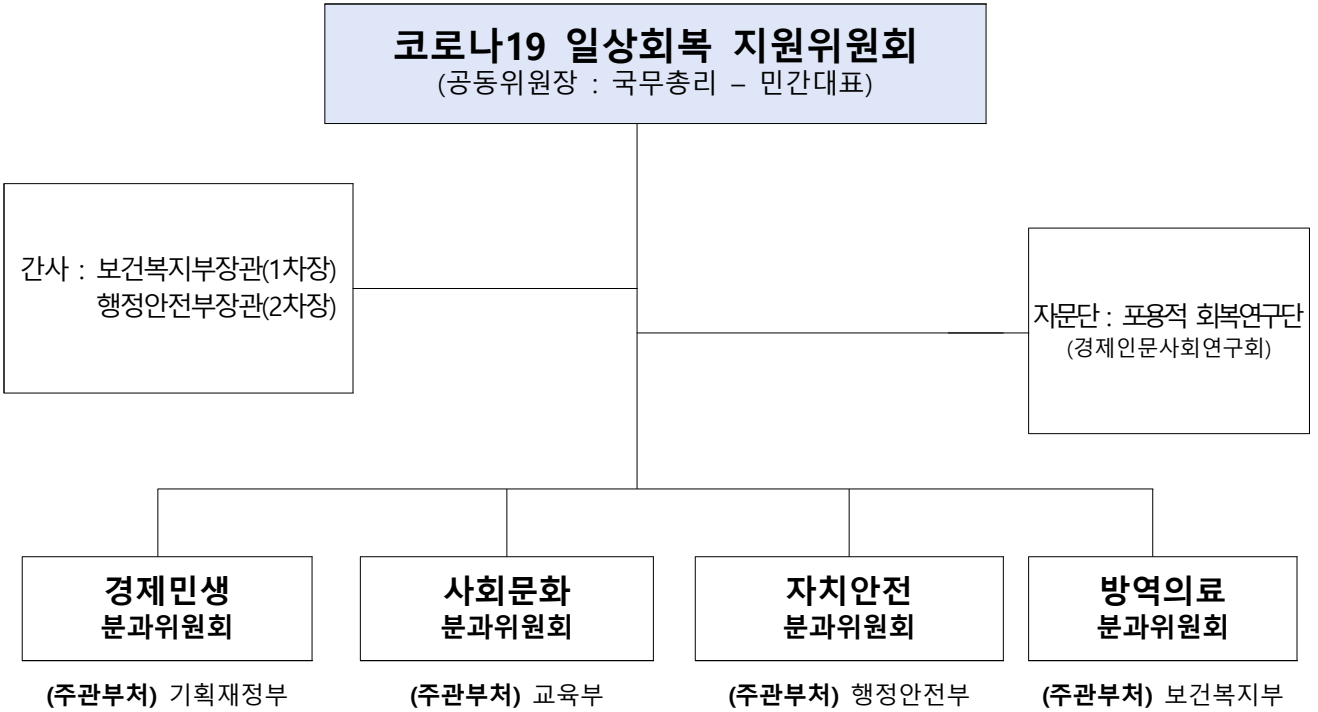 코로나19 일상회복 지원위원회
(공동위원장 : 국무총리 – 민간대표)
간사 : 보건복지부장관(1차장)
행정안전부장관(2차장)
자문단 : 포용적 회복연구단
(경제인문사회연구회)
경제민생
분과위원회
(주관부처) 기획재정부
사회문화
분과위원회
(주관부처) 교육부
자치안전
분과위원회
(주관부처) 행정안전부
방역의료
분과위원회
(주관부처) 보건복지부